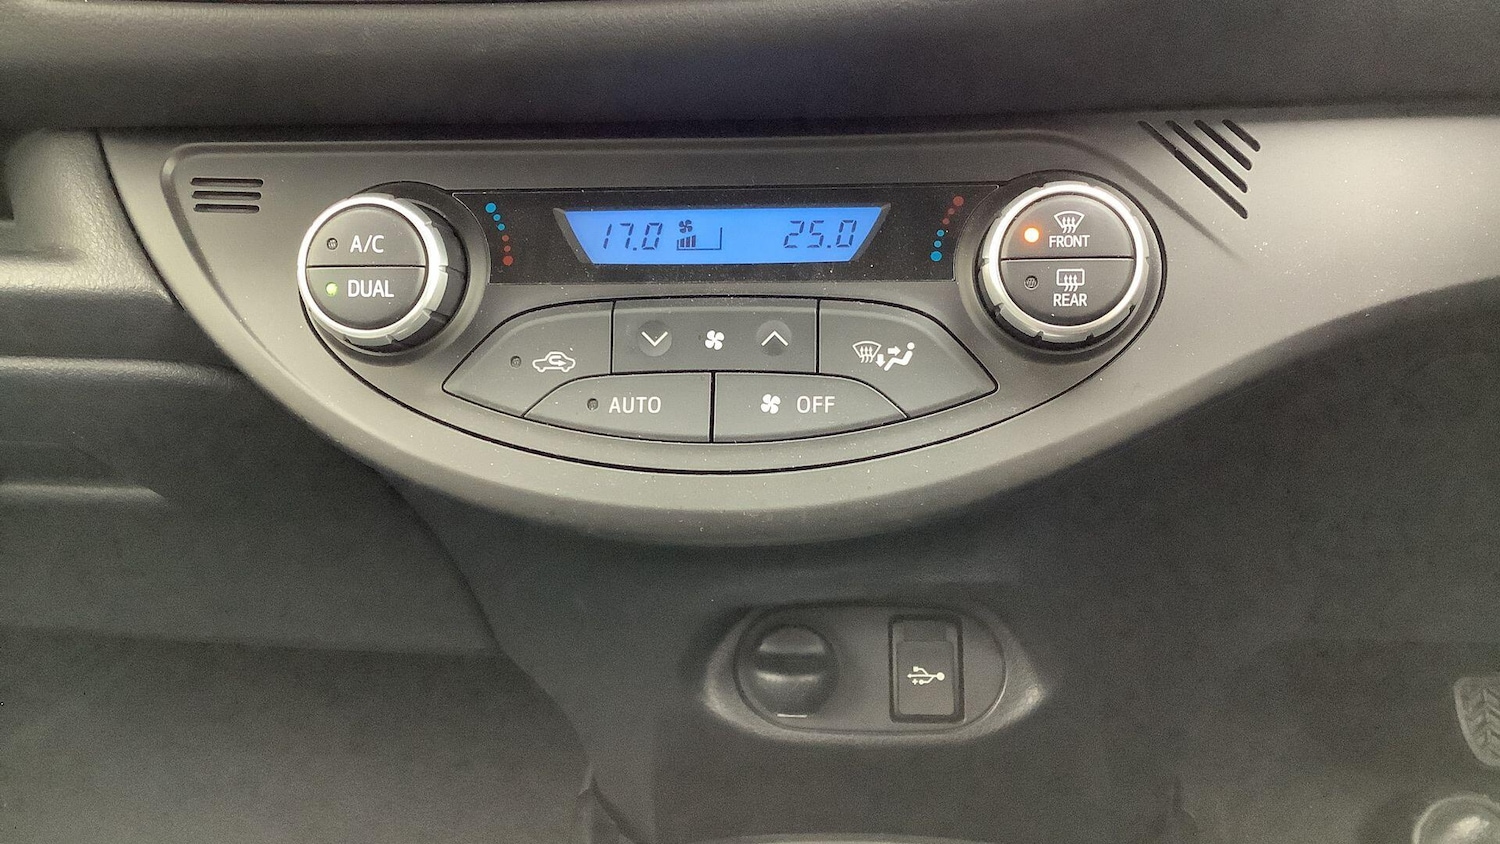 A/C
DUAL
17.0
25.0
FRONT
REAR
AUTO
OFF